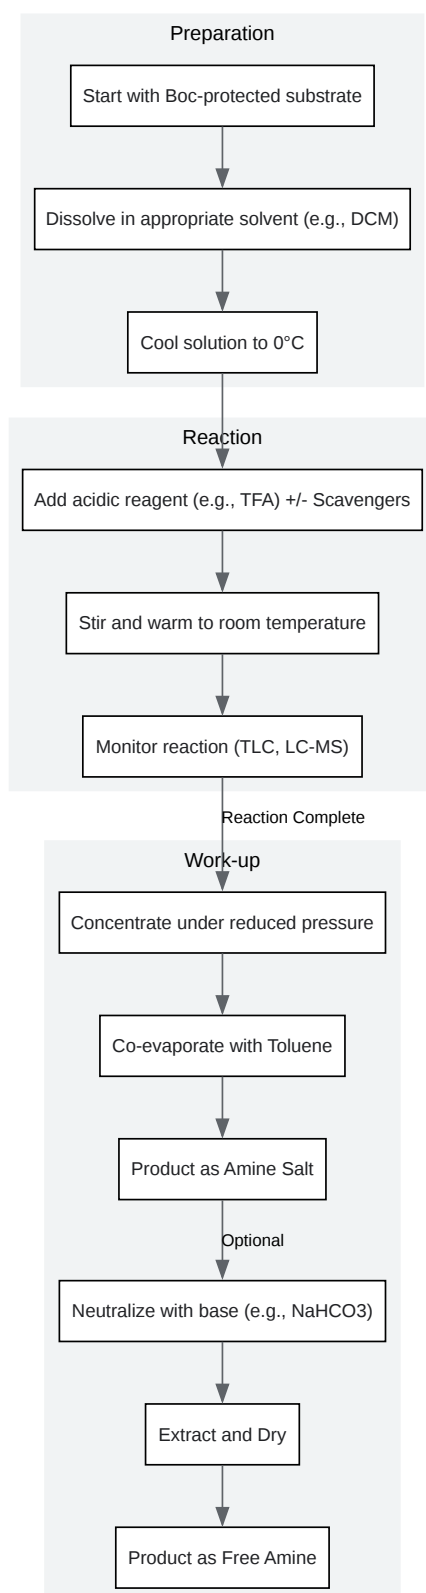 Preparation
Start with Boc-protected substrate
Dissolve in appropriate solvent (e.g., DCM)
Cool solution to 0°C
Reaction
Add acidic reagent (e.g., TFA) +/- Scavengers
Stir and warm to room temperature
Monitor reaction (TLC, LC-MS)
Reaction Complete
Work-up
Concentrate under reduced pressure
Co-evaporate with Toluene
Product as Amine Salt
Optional
Neutralize with base (e.g., NaHCO3)
Extract and Dry
Product as Free Amine